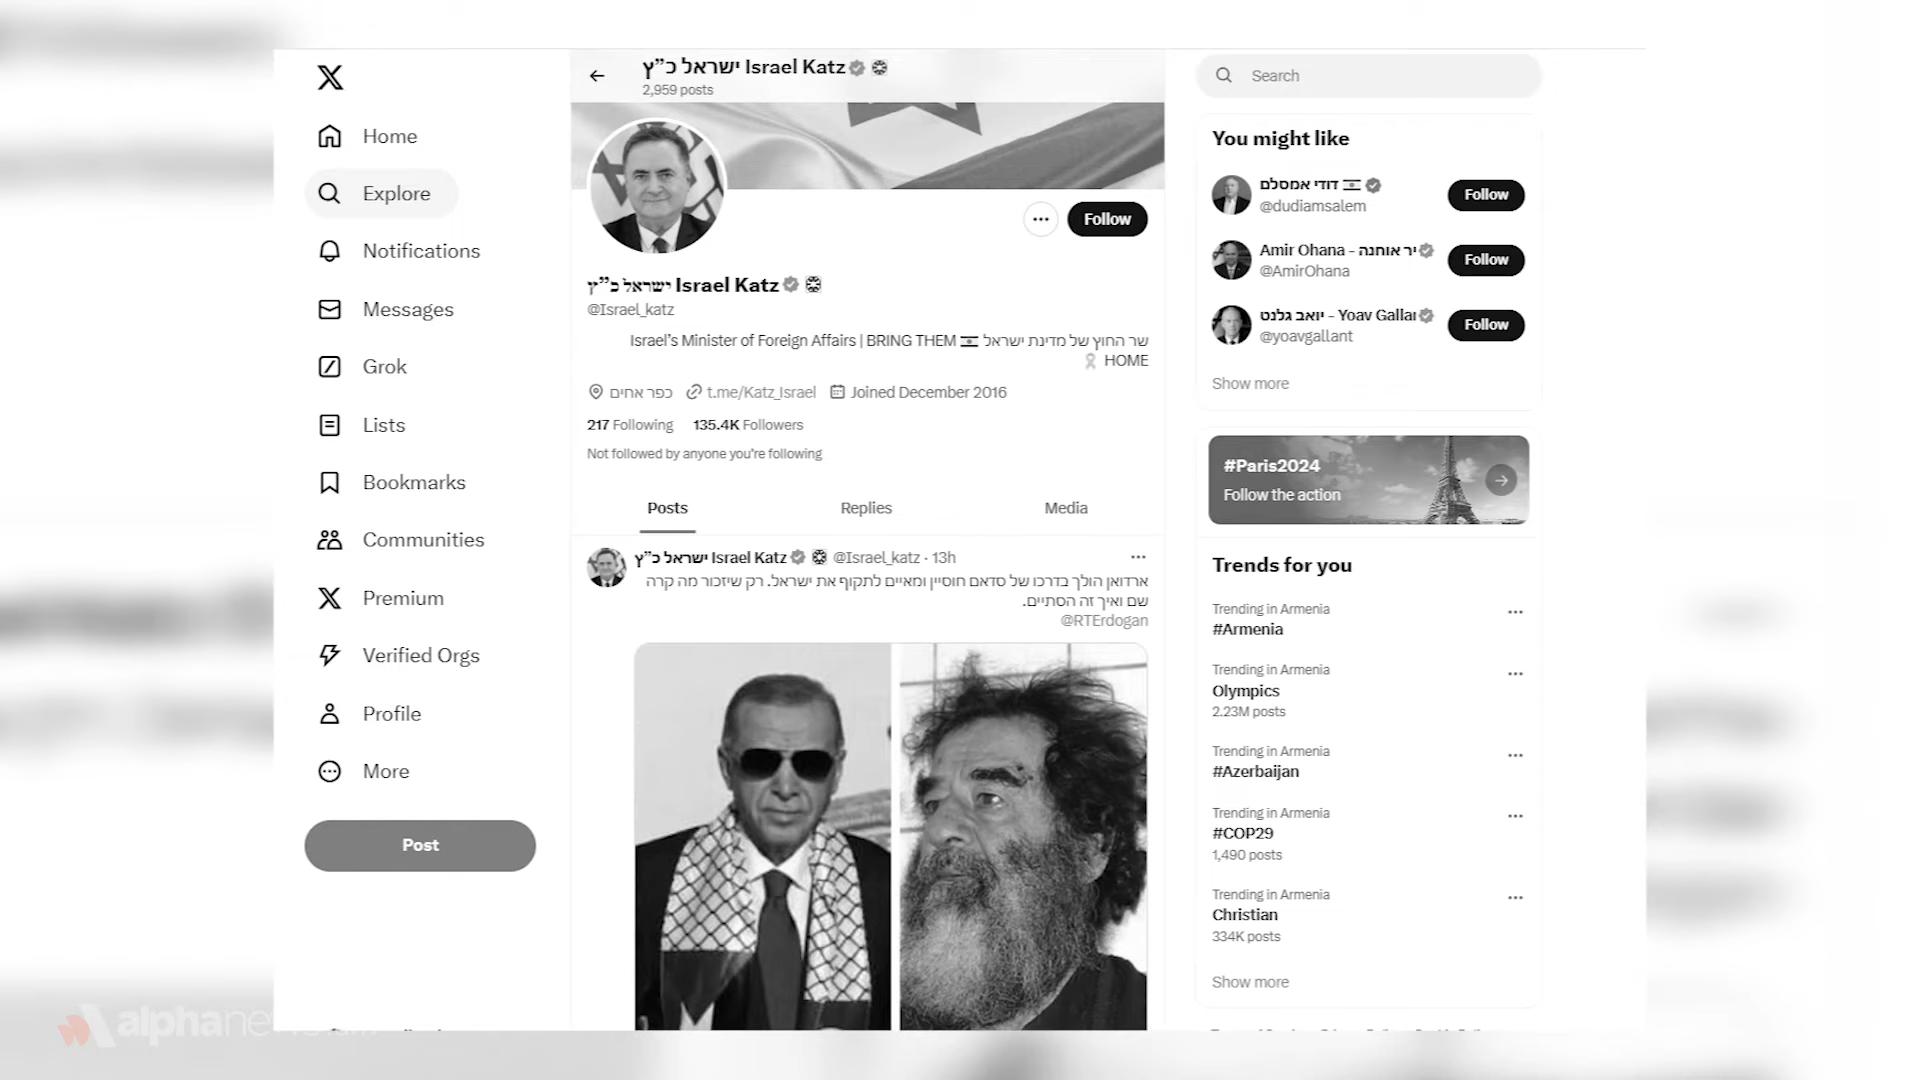 Home
Explore
Notifications
Messages
Grok
Lists
Bookmarks
Communities
Premium
Verified Orgs
Profile
More
Post
ישראל כ”ץ Israel Katz
2,959 posts
Follow
ישראל כ”ץ Israel Katz
@Israel_katz
שר החוץ של מדינת ישראל 🇮🇱 Israel’s Minister of Foreign Affairs | BRING THEM
HOME 🎗
כפר אחים t.me/Katz_Israel Joined December 2016
217 Following 135.4K Followers
Not followed by anyone you’re following
Posts Replies Media
ישראל כ”ץ Israel Katz @Israel_katz · 13h
ארדואן הולך בדרכו של סדאם חוסיין ומאיים לתקוף את ישראל. רק שיזכור מה קרה
שם ואיך זה הסתיים.
@RTErdogan
Search
You might like
דודי אמסלם 🇮🇱
@dudiamsalem
Follow
Amir Ohana - יר אוחנה
@AmirOhana
Follow
יואב גלנט - Yoav Gallar
@yoavgallant
Follow
Show more
#Paris2024
Follow the action
Trends for you
Trending in Armenia
#Armenia
Trending in Armenia
Olympics
2.23M posts
Trending in Armenia
#Azerbaijan
Trending in Armenia
#COP29
1,490 posts
Trending in Armenia
Christian
334K posts
Show more